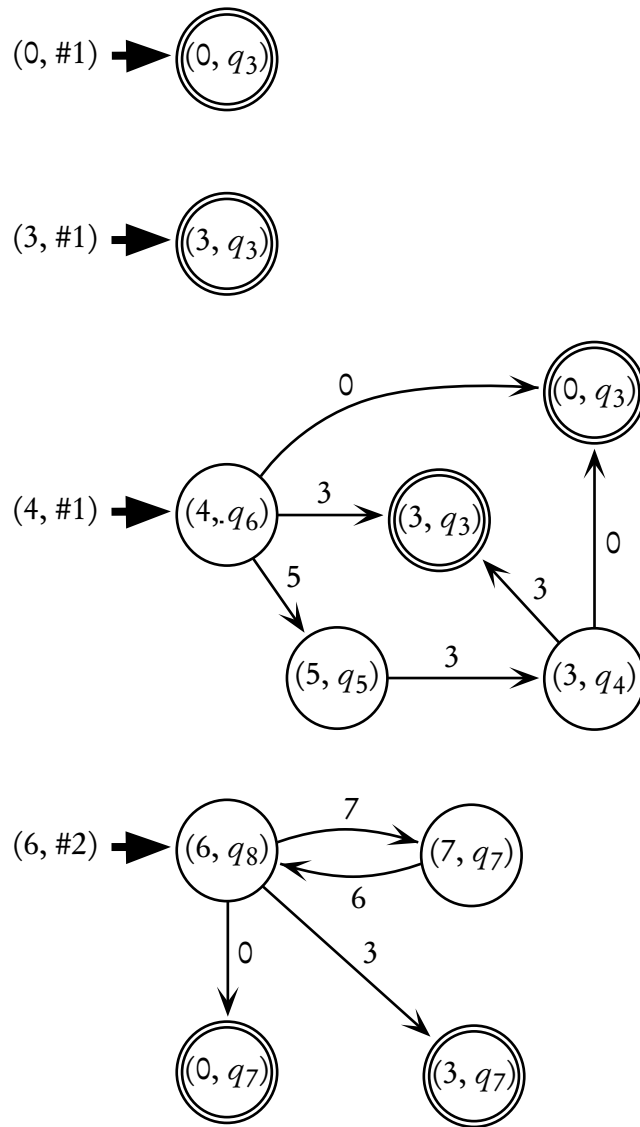 (0, #1) (0, q3)
(3, #1) (3, q3)
0 (0, q3)
(4, #1) (4,. q6) 3 (3, q3)
0
5 3
(5, q5) 3 (3, q4)
(6, #2) (6, q8) 7 (7, q7)
6
0 3
(0, q7) (3, q7)